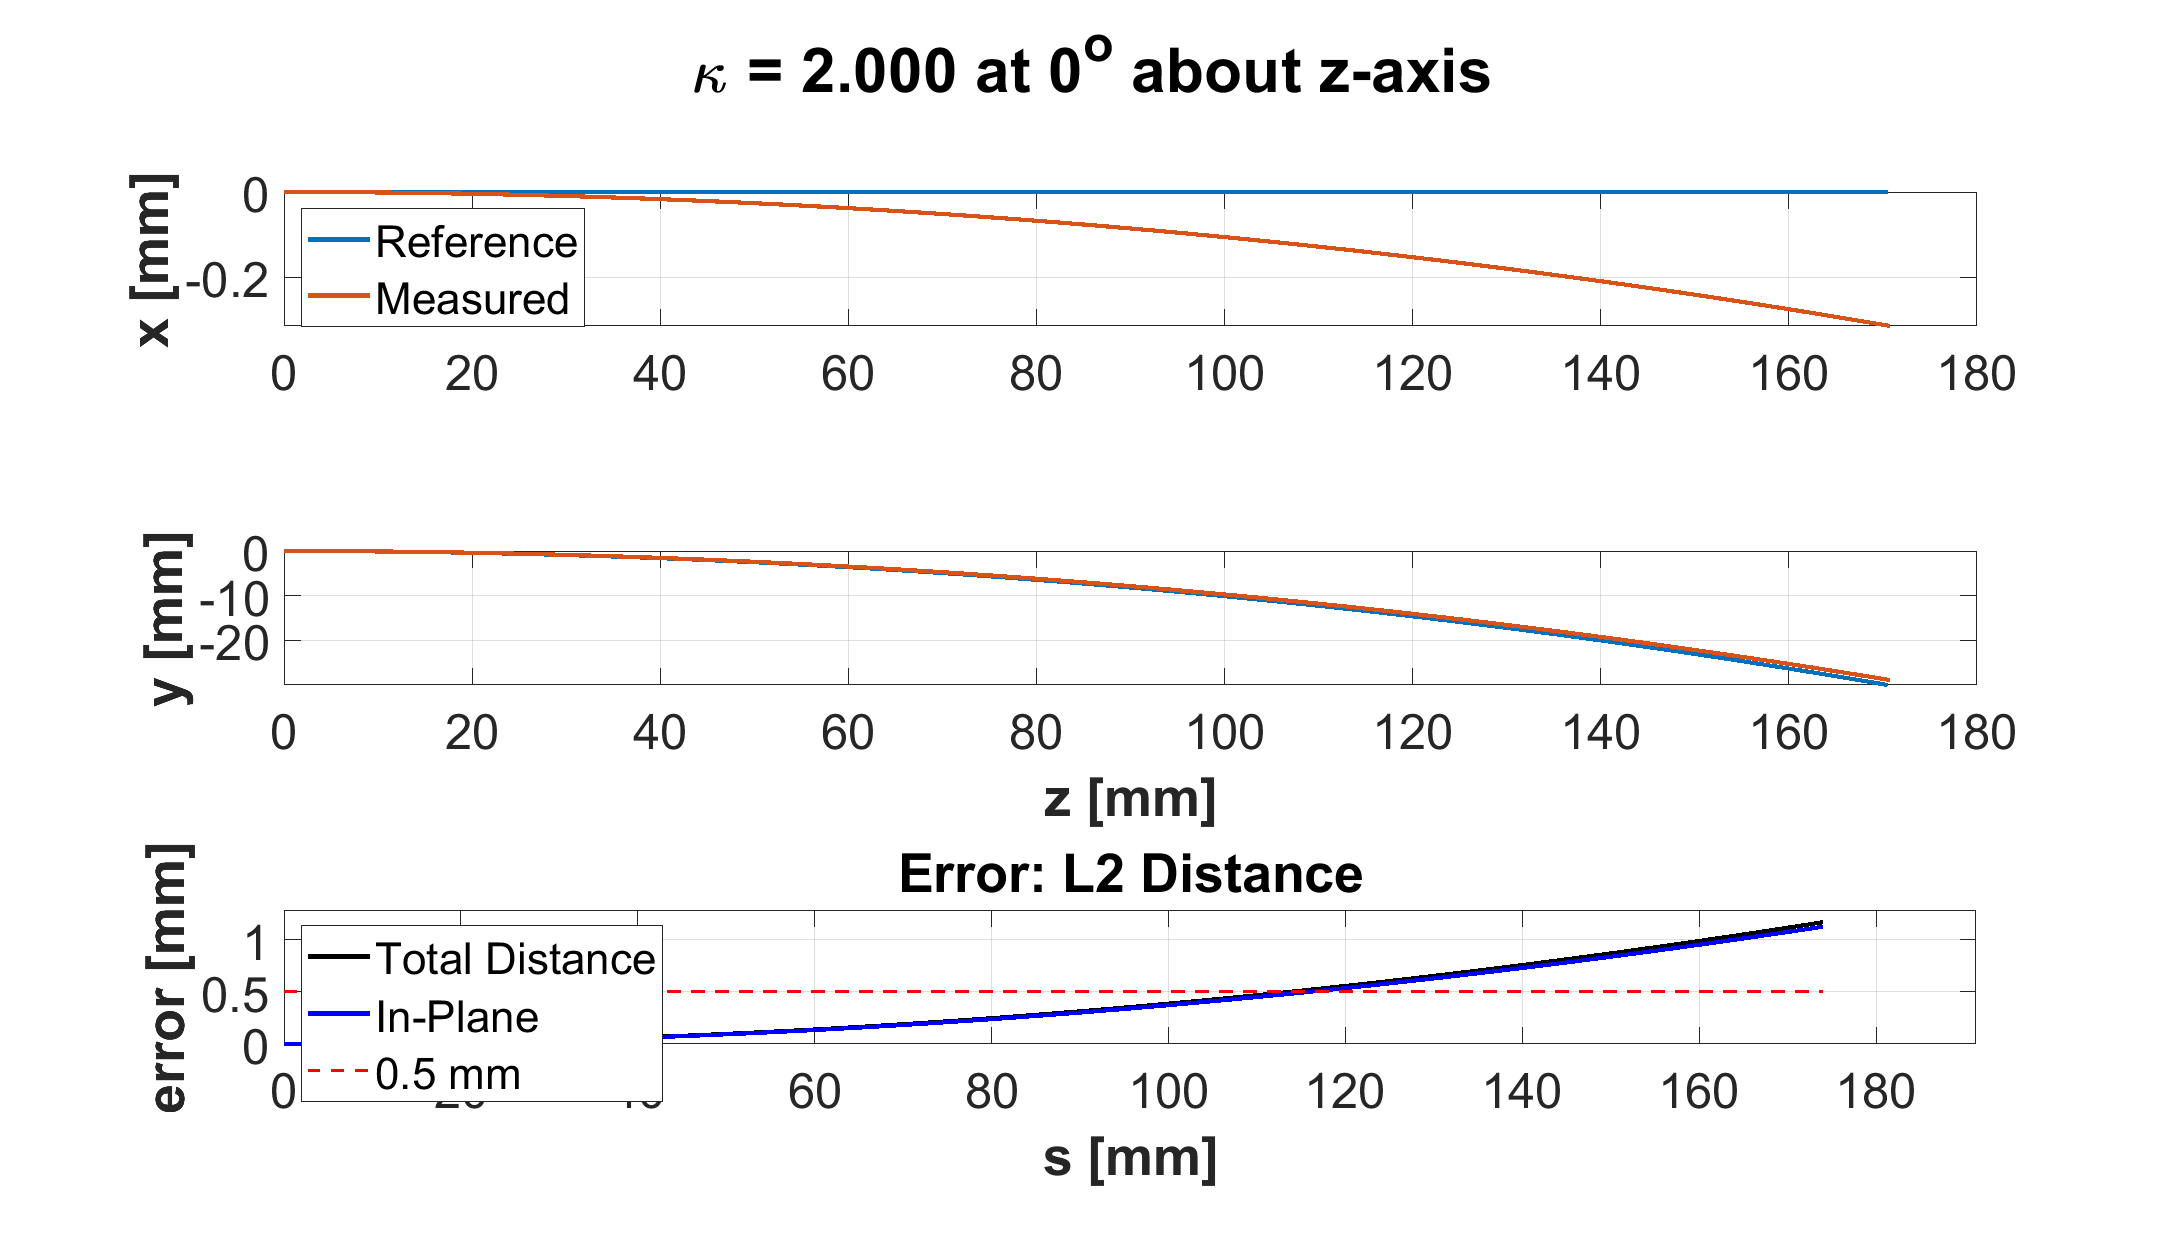 κ = 2.000 at 0° about z-axis
x [mm]
0
-0.2
Reference
Measured
0 20 40 60 80 100 120 140 160 180
y [mm]
0
-10
-20
0 20 40 60 80 100 120 140 160 180
z [mm]
Error: L2 Distance
error [mm]
1
0.5
0
Total Distance
In-Plane
0.5 mm
0 60 80 100 120 140 160 180
s [mm]